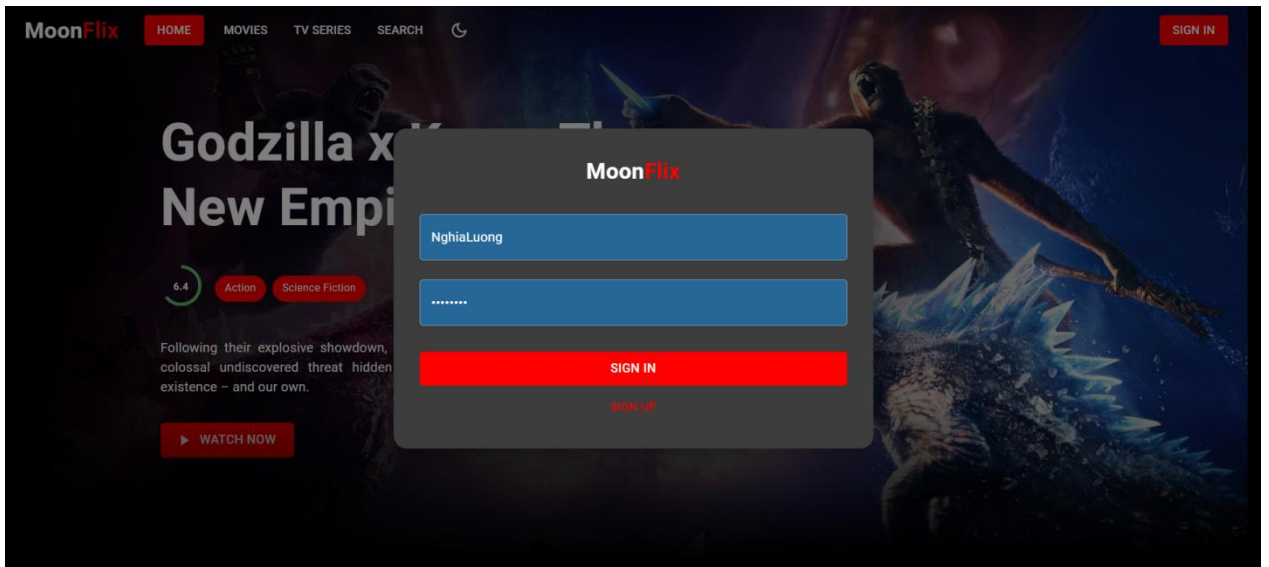 MoonFlix HOME MOVIES TV SERIES SEARCH SIGN IN
Godzilla x
New Empi
6.4 Action Science Fiction
Following their explosive showdown,
colossal undiscovered threat hidden
existence – and our own.
WATCH NOW
MoonFlix
NghiaLuong
••••••••
SIGN IN
SIGN UP